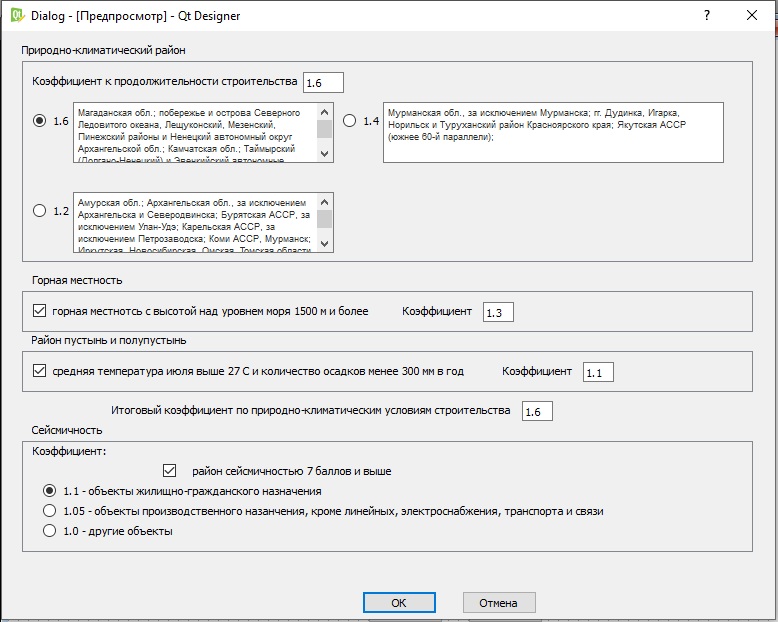 Dialog - [Предпросмотр] - Qt Designer
Природно-климатический район
Коэффициент к продолжительности строительства 1.6
1.6
Магаданская обл.; побережье и острова Северного
Ледовитого океана, Лешуконский, Мезенский,
Пинежский районы и Ненецкий автономный округ
Архангельской обл.; Камчатская обл.; Таймырский
(Долгано-Ненецкий) и Эвенкийский автономные
1.4
Мурманская обл., за исключением Мурманска; гг. Дудинка, Игарка,
Норильск и Туруханский район Красноярского края; Якутская АССР
(южнее 60-й параллели);
1.2
Амурская обл.; Архангельская обл., за исключением
Архангельска и Северодвинска; Бурятская АССР, за
исключением Улан-Удэ; Карельская АССР, за
исключением Петрозаводска; Коми АССР, Мурманск;
Иркутская, Новосибирская, Омская, Томская области
Горная местность
горная местнотсь с высотой над уровнем моря 1500 м и более Коэффициент 1.3
Район пустынь и полупустынь
средняя температура июля выше 27 С и количество осадков менее 300 мм в год Коэффициент 1.1
Итоговый коэффициент по природно-климатическим условиям строительства 1.6
Сейсмичность
Коэффициент:
район сейсмичностью 7 баллов и выше
1.1 - объекты жилищно-гражданского назначения
1.05 - объекты производственного назанчения, кроме линейных, электроснабжения, транспорта и связи
1.0 - другие объекты
ОК Отмена